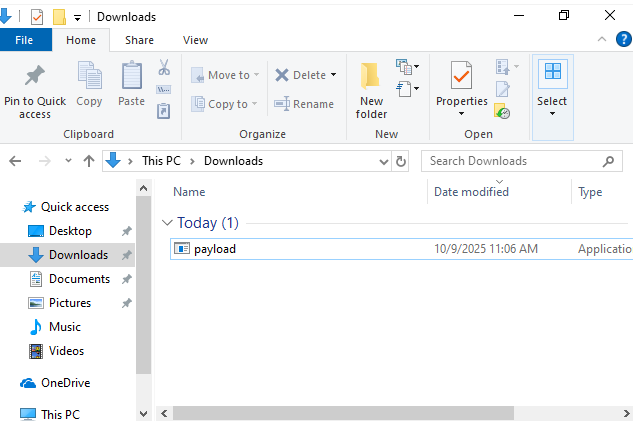 Downloads
File Home Share View
Pin to Quick access
Copy
Paste
Move to
Copy to
Delete
Rename
New folder
Properties
Select
Clipboard Organize New Open
This PC Downloads Search Downloads
Name Date modified Type
Quick access
Desktop
Downloads
Documents
Pictures
Music
Videos
OneDrive
This PC
Today (1)
payload 10/9/2025 11:06 AM Applicatio